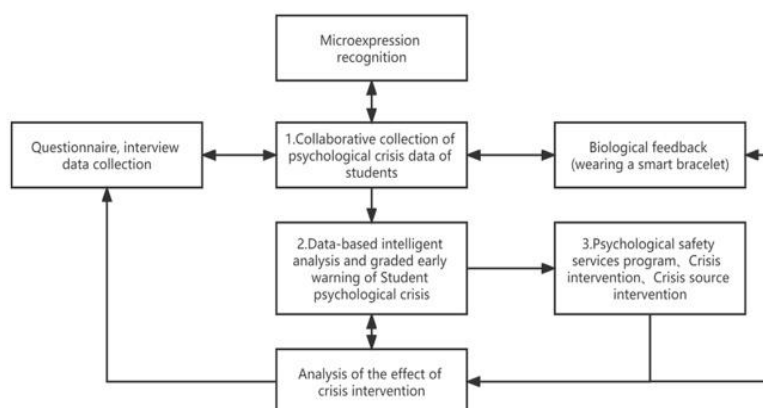 Microexpression
recognition
Questionnaire, interview
data collection
1.Collaborative collection of
psychological crisis data of
students
Biological feedback
(wearing a smart bracelet)
2.Data-based intelligent
analysis and graded early
warning of Student
psychological crisis
3.Psychological safety
services program、Crisis
intervention、Crisis source
intervention
Analysis of the effect of
crisis intervention